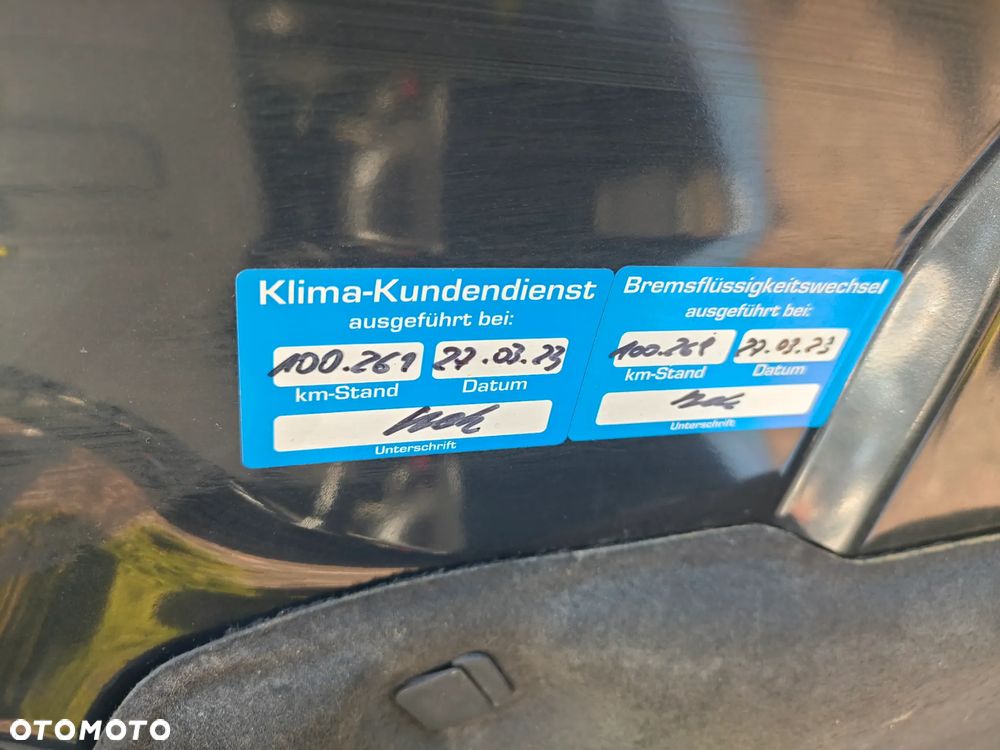 Klima-Kundendienst
ausgeführt bei:
100.261 27.03.23
km-Stand Datum
Unterschrift
Bremsflüssigkeitswechsel
ausgeführt bei:
100.261 27.03.23
km-Stand Datum
Unterschrift
OTOMOTO